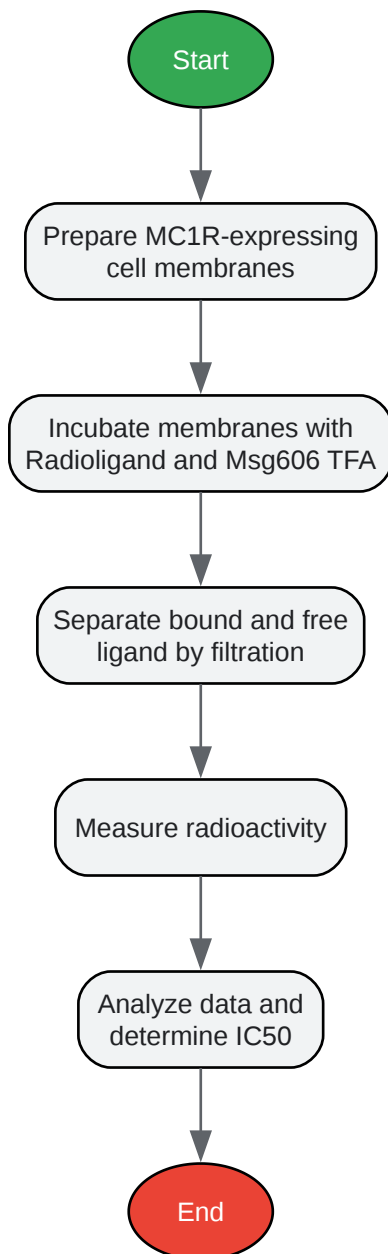 Start
Prepare MC1R-expressing
cell membranes
Incubate membranes with
Radioligand and Msg606 TFA
Separate bound and free
ligand by filtration
Measure radioactivity
Analyze data and
determine IC50
End